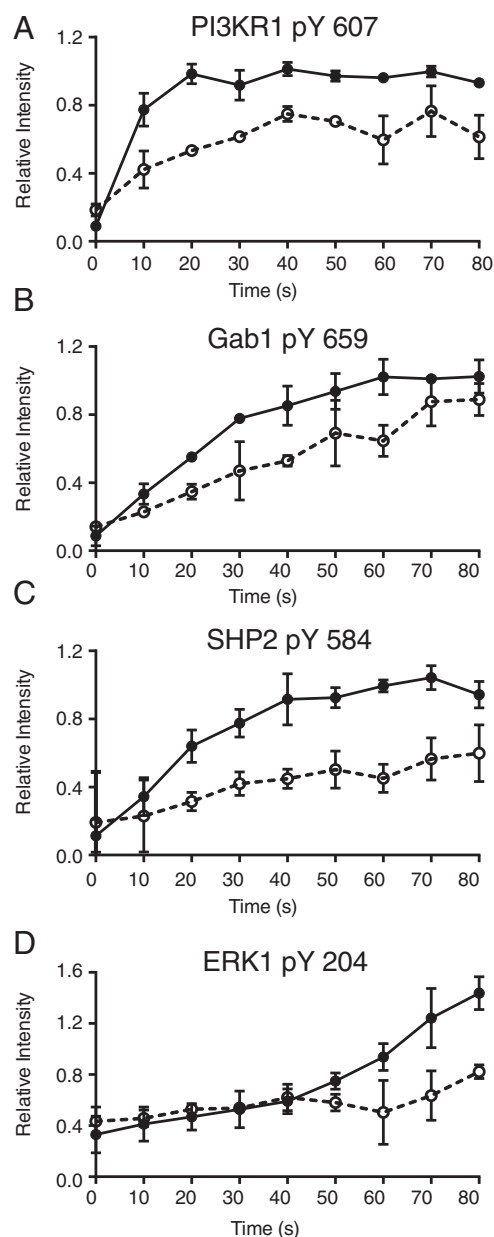 A
PI3KR1 pY 607
1.2
0.8
0.4
0.0
Relative Intensity
0 10 20 30 40 50 60 70 80
Time (s)
B
Gab1 pY 659
1.2
0.8
0.4
0.0
Relative Intensity
0 10 20 30 40 50 60 70 80
Time (s)
C
SHP2 pY 584
1.2
0.8
0.4
0.0
Relative Intensity
0 10 20 30 40 50 60 70 80
Time (s)
D
ERK1 pY 204
1.6
1.2
0.8
0.4
0.0
Relative Intensity
0 10 20 30 40 50 60 70 80
Time (s)